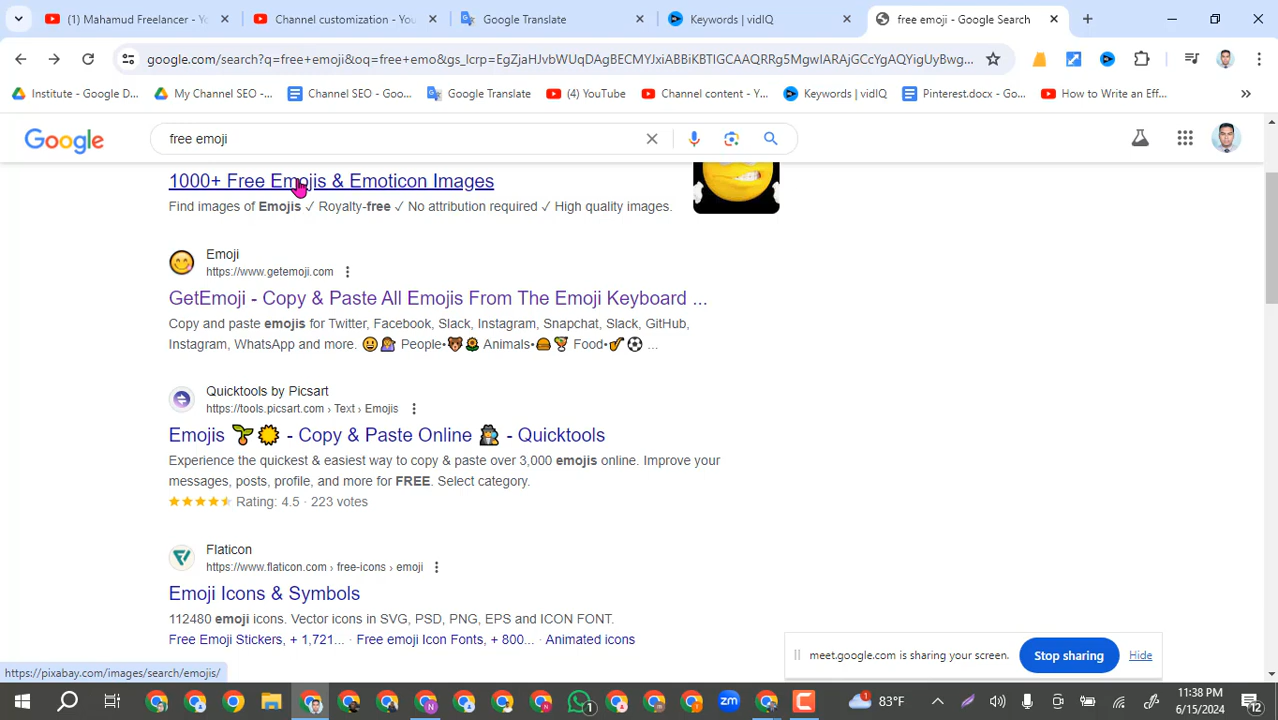 (1) Mahamud Freelancer - Yo
Channel customization - You
Google Translate
Keywords | vidIQ
free emoji - Google Search
google.com/search?q=free+emoji&oq=free+emo&gs_lcrp=EgZjaHJvbWUqDAgBECMYJxiABBiKBTIGCAAQRRg5MgwIARAjGCcYgAQYigUyBwg...
Institute - Google D...
My Channel SEO -...
Channel SEO - Goo...
Google Translate
(4) YouTube
Channel content - Y...
Keywords | vidIQ
Pinterest.docx - Go...
How to Write an Eff...
Google
free emoji
1000+ Free Emojis & Emoticon Images
Find images of Emojis ✓ Royalty-free ✓ No attribution required ✓ High quality images.
Emoji
https://www.getemoji.com
GetEmoji - Copy & Paste All Emojis From The Emoji Keyboard ...
Copy and paste emojis for Twitter, Facebook, Slack, Instagram, Snapchat, Slack, GitHub,
Instagram, WhatsApp and more. 😃💁 People•🐻🌻 Animals•🍔🍹 Food•🎷⚽ ...
Quicktools by Picsart
https://tools.picsart.com › Text › Emojis
Emojis 🌱🌞 - Copy & Paste Online 🕵 - Quicktools
Experience the quickest & easiest way to copy & paste over 3,000 emojis online. Improve your
messages, posts, profile, and more for FREE. Select category.
Rating: 4.5 · 223 votes
Flaticon
https://www.flaticon.com › free-icons › emoji
Emoji Icons & Symbols
112480 emoji icons. Vector icons in SVG, PSD, PNG, EPS and ICON FONT.
Free Emoji Stickers, + 1,721... · Free emoji Icon Fonts, + 800... · Animated icons
meet.google.com is sharing your screen.
Stop sharing
Hide
https://pixabay.com/images/search/emojis/
1
zm
1
83°F
11:38 PM
6/15/2024
12